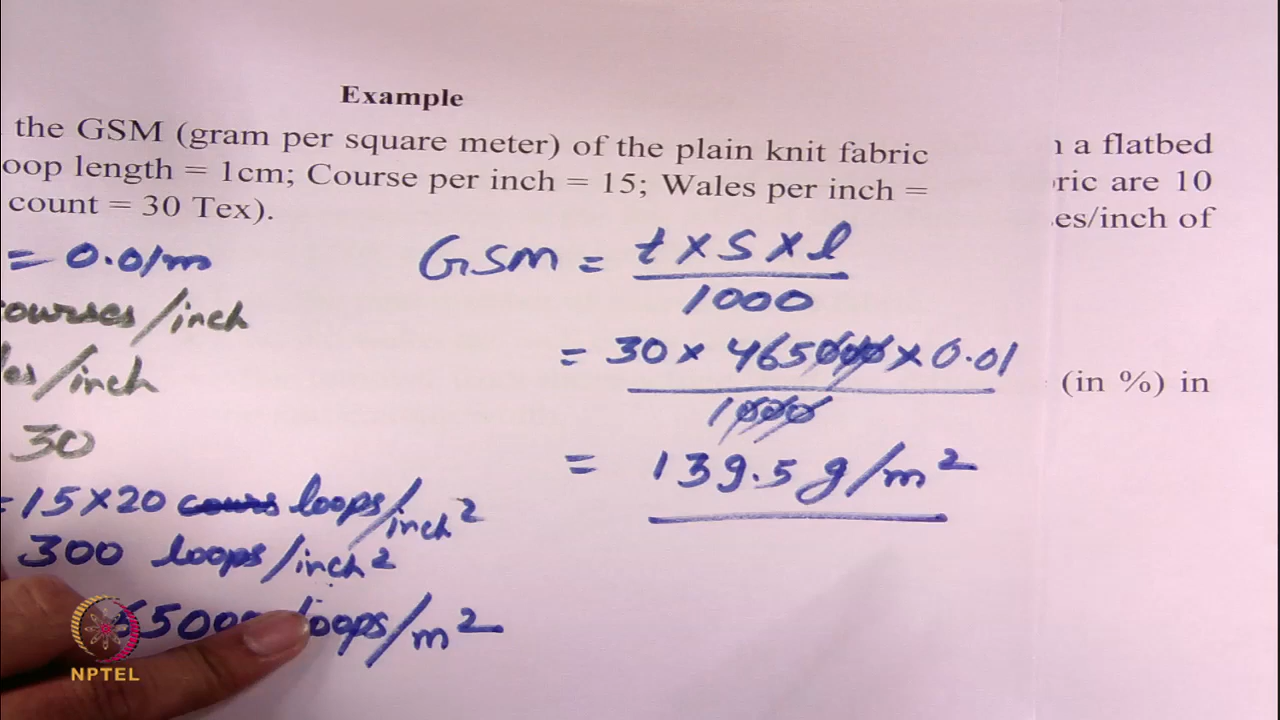 Example
the GSM (gram per square meter) of the plain knit fabric
oop length = 1cm; Course per inch = 15; Wales per inch =
count = 30 Tex).
a flatbed
ric are 10
es/inch of
(in %) in
= 0.01m
ourses/inch
les/inch
30
= 15 × 20 loops/inch2
300 loops/inch2
65000 loops/m2
GSM = t × S × l
1000
= 30 × 465000 × 0.01
1000
= 139.5 g/m2
NPTEL